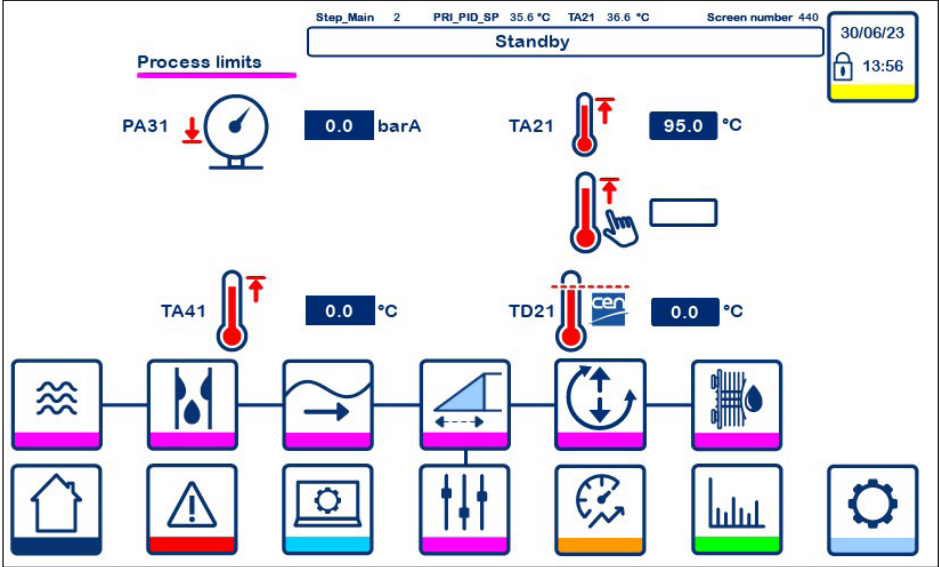 Step_Main 2 PRI_PID_SP 35.6 °C TA21 36.6 °C Screen number 440
Standby
30/06/23
13:56
Process limits
PA31 0.0 barA
TA21 95.0 °C
TA41 0.0 °C
TD21 cen 0.0 °C